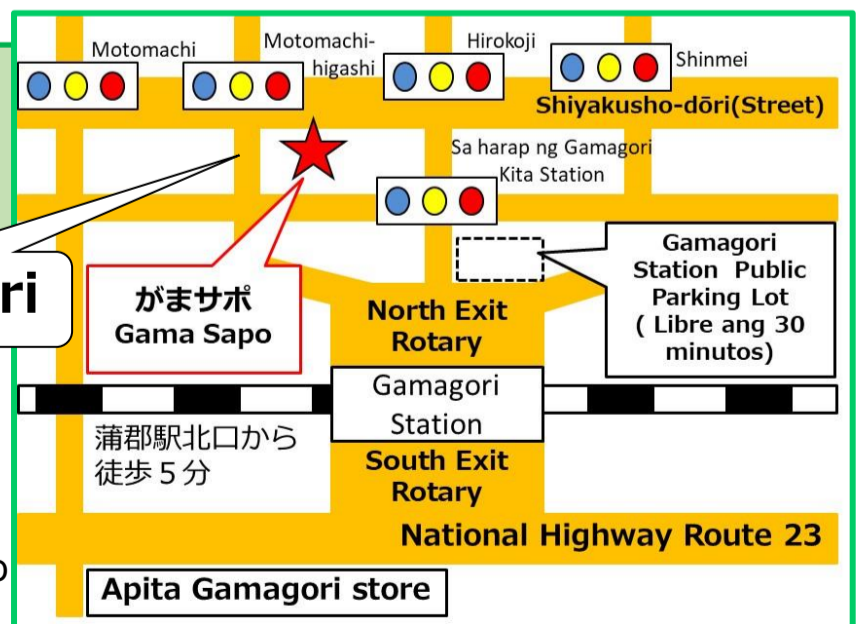 Motomachi
Motomachi-
higashi
Hirokoji
Shinmei
Shiyakusho-dōri(Street)
Sa harap ng Gamagori
Kita Station
がまサポ
Gama Sapo
North Exit
Rotary
Gamagori
Station Public
Parking Lot
( Libre ang 30
minutos)
Gamagori
Station
蒲郡駅北口から
徒歩５分
South Exit
Rotary
National Highway Route 23
Apita Gamagori store